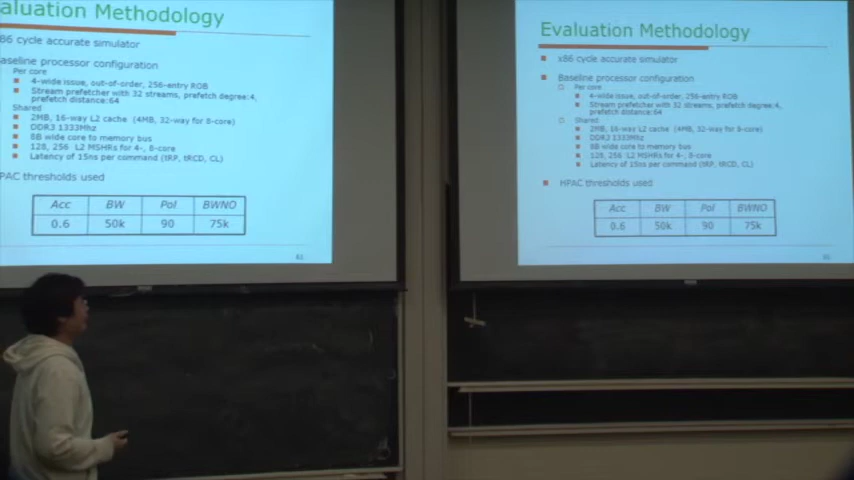 aluation Methodology
86 cycle accurate simulator
aseline processor configuration
Per core
4-wide issue, out-of-order, 256-entry ROB
Stream prefetcher with 32 streams, prefetch degree:4,
prefetch distance:64
Shared
2MB, 16-way L2 cache (4MB, 32-way for 8-core)
DDR3 1333Mhz
8B wide core to memory bus
128, 256 L2 MSHRs for 4-, 8-core
Latency of 15ns per command (tRP, tRCD, CL)
PAC thresholds used
Acc BW Pol BWNO
0.6 50k 90 75k
Evaluation Methodology
x86 cycle accurate simulator
Baseline processor configuration
Per core
4-wide issue, out-of-order, 256-entry ROB
Stream prefetcher with 32 streams, prefetch degree:4,
prefetch distance:64
Shared
2MB, 16-way L2 cache (4MB, 32-way for 8-core)
DDR3 1333Mhz
8B wide core to memory bus
128, 256 L2 MSHRs for 4-, 8-core
Latency of 15ns per command (tRP, tRCD, CL)
HPAC thresholds used
Acc BW Pol BWNO
0.6 50k 90 75k